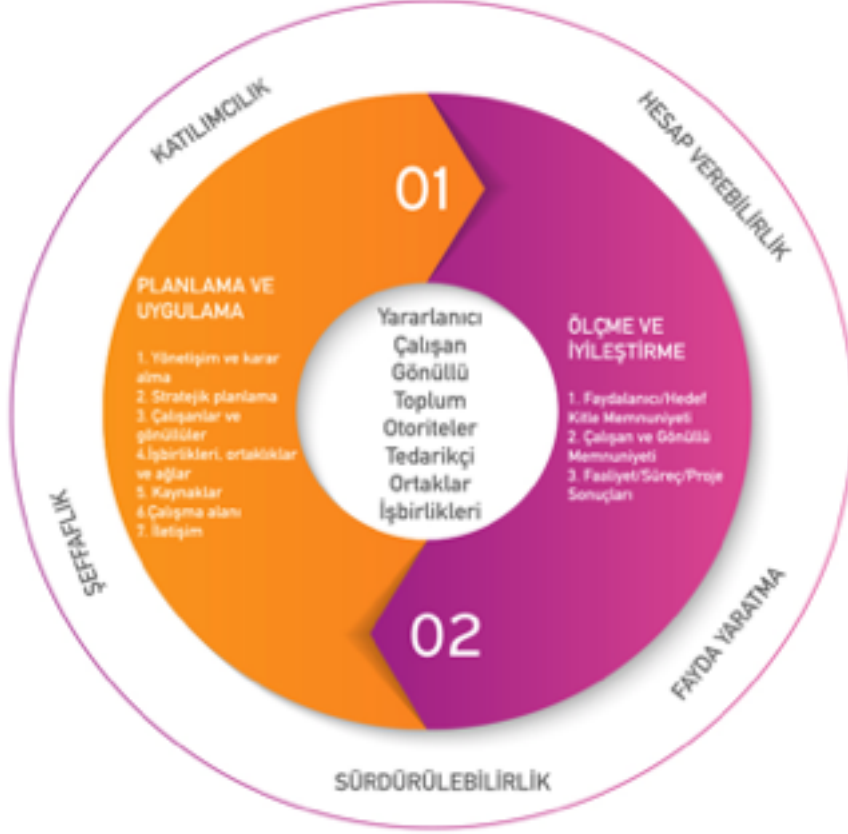 KATILIMCILIK
HESAP VEREBİLİRLİK
01
PLANLAMA VE
UYGULAMA
1. Yönetişim ve karar
alma
2. Stratejik planlama
3. Çalışanlar ve
gönüllüler
4.İşbirlikleri, ortaklıklar
ve ağlar
5. Kaynaklar
6.Çalışma alanı
7. İletişim
Yararlanıcı
Çalışan
Gönüllü
Toplum
Otoriteler
Tedarikçi
Ortaklar
İşbirlikleri
ÖLÇME VE
İYİLEŞTİRME
1. Faydalanıcı/Hedef
Kitle Memnuniyeti
2. Çalışan ve Gönüllü
Memnuniyeti
3. Faaliyet/Süreç/Proje
Sonuçları
02
ŞEFFAFLIK
FAYDA YARATMA
SÜRDÜRÜLEBİLİRLİK